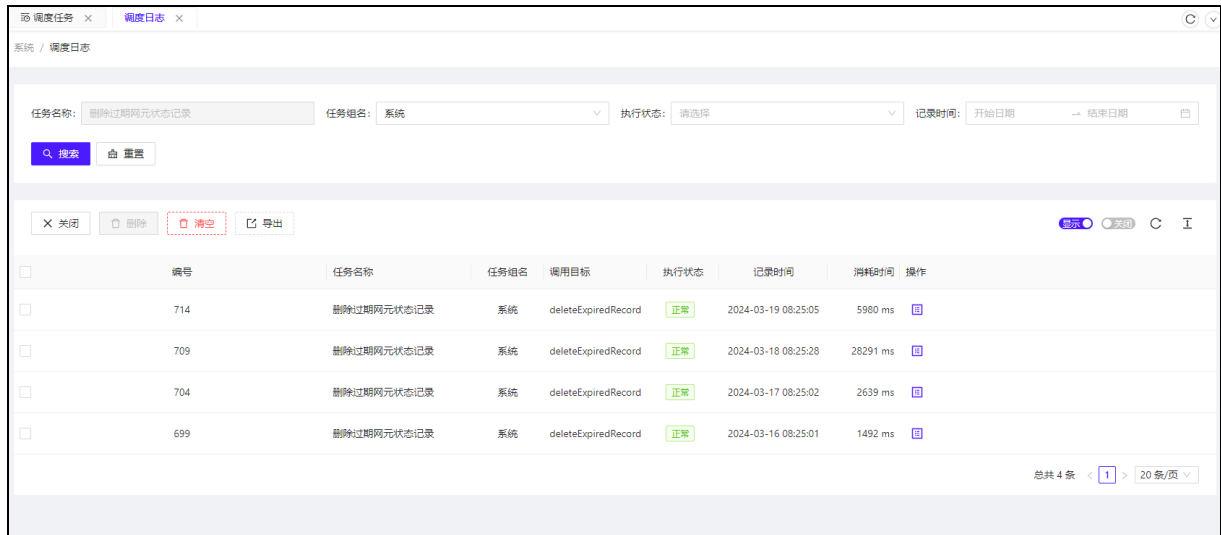 调度任务 调度日志
系统 / 调度日志
任务名称: 删除过期网元状态记录 任务组名: 系统 执行状态: 请选择 记录时间: 开始日期 → 结束日期
搜索 重置
关闭 删除 清空 导出 显示 关闭
编号 任务名称 任务组名 调用目标 执行状态 记录时间 消耗时间 操作
714 删除过期网元状态记录 系统 deleteExpiredRecord 正常 2024-03-19 08:25:05 5980 ms
709 删除过期网元状态记录 系统 deleteExpiredRecord 正常 2024-03-18 08:25:28 28291 ms
704 删除过期网元状态记录 系统 deleteExpiredRecord 正常 2024-03-17 08:25:02 2639 ms
699 删除过期网元状态记录 系统 deleteExpiredRecord 正常 2024-03-16 08:25:01 1492 ms
总共 4 条 < 1 > 20 条/页